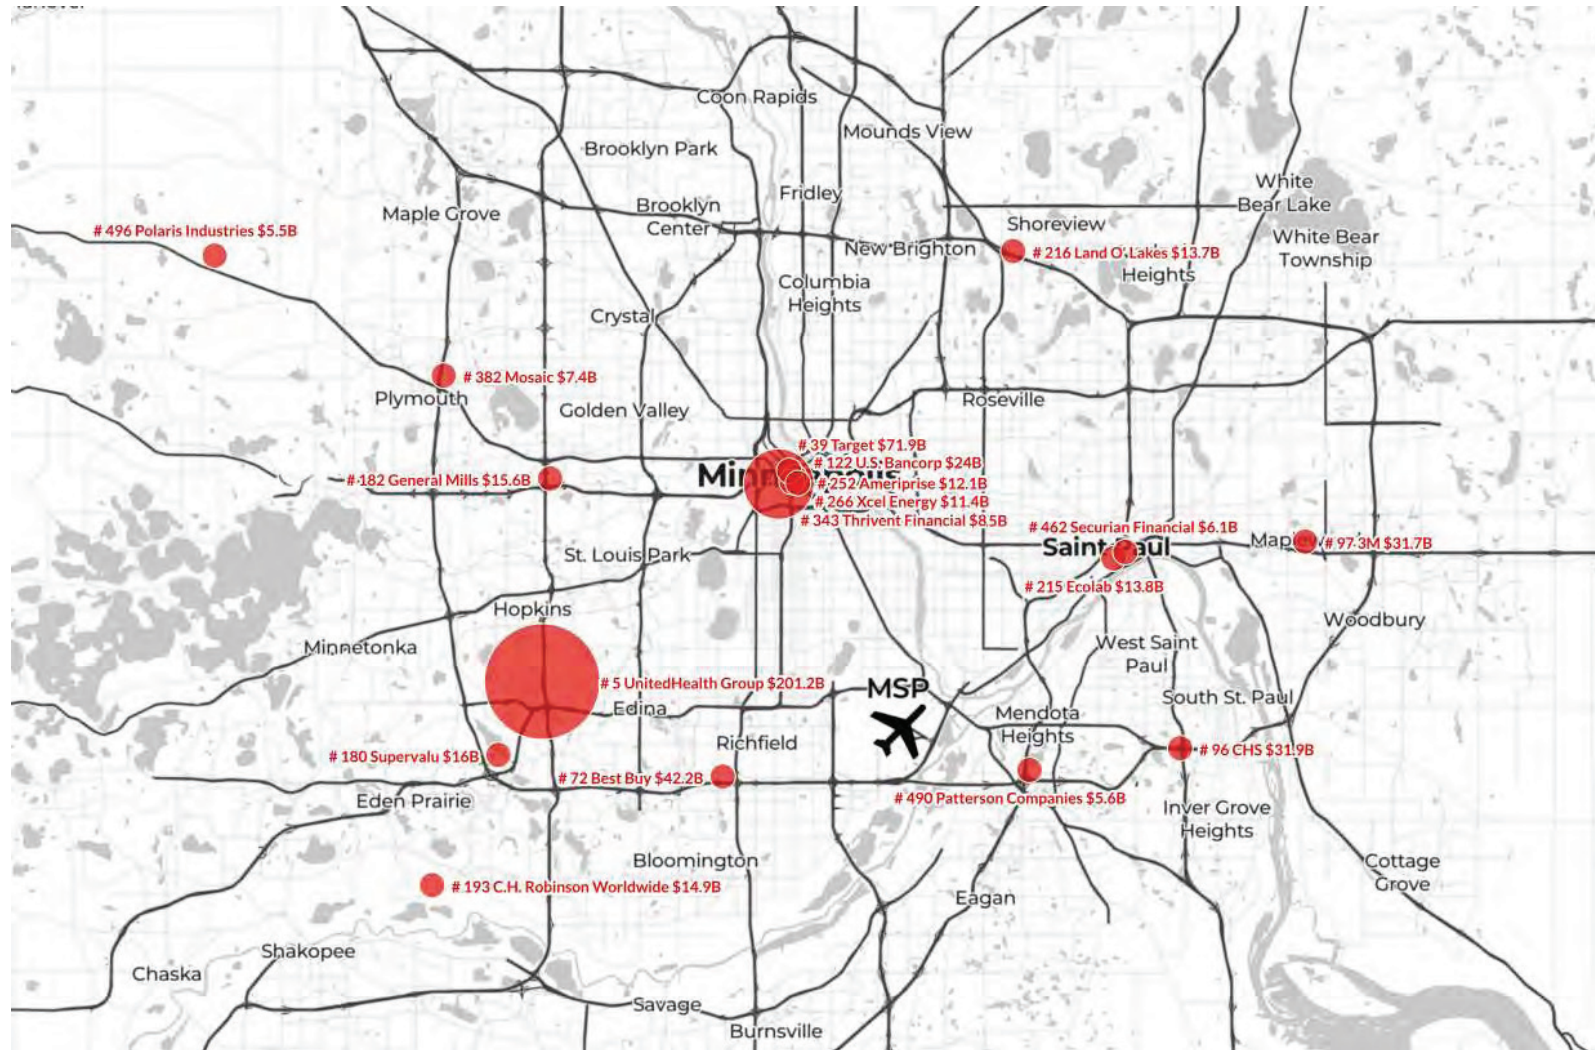 Coon Rapids
Mounds View
Brooklyn Park
White
Bear Lake
Fridley
Brooklyn
Center
Maple Grove
Shoreview
# 496 Polaris Industries $5.5B
White Bear
Township
New Brighton
# 216 Land O'Lakes $13.7B
Heights
Columbia
Heights
Crystal
# 382 Mosaic $7.4B
Plymouth
Golden Valley
Roseville
# 39 Target $71.9B
# 122 U.S. Bancorp $24B
Minneapolis
# 182 General Mills $15.6B
# 252 Ameriprise $12.1B
# 266 Xcel Energy $11.4B
# 343 Thrivent Financial $8.5B
# 462 Securian Financial $6.1B
Saint Paul
# 97 3M $31.7B
St. Louis Park
# 215 Ecolab $13.8B
Hopkins
Woodbury
Minnetonka
West Saint
Paul
# 5 UnitedHealth Group $201.2B
MSP
South St. Paul
Edina
Mendota
Heights
Richfield
# 96 CHS $31.9B
# 180 Supervalu $16B
# 72 Best Buy $42.2B
# 490 Patterson Companies $5.6B
Eden Prairie
Inver Grove
Heights
Bloomington
Cottage
Grove
# 193 C.H. Robinson Worldwide $14.9B
Eagan
Shakopee
Chaska
Savage
Burnsville